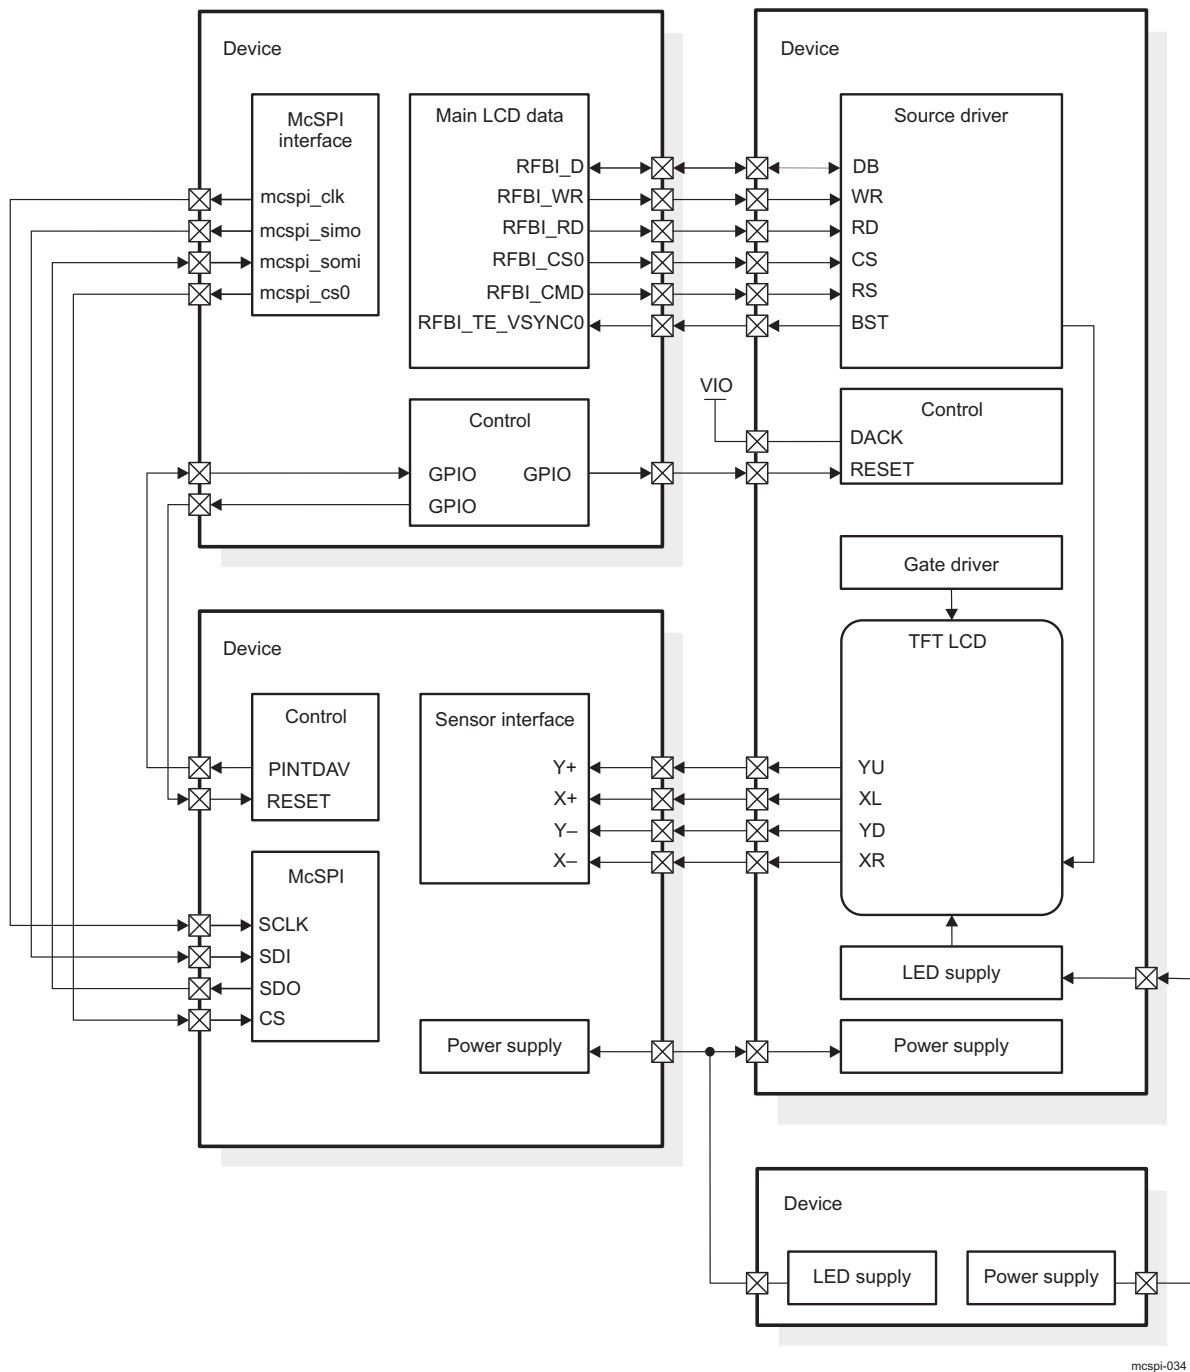 Device
McSPI
interface
mcspi_clk
mcspi_simo
mcspi_somi
mcspi_cs0
Main LCD data
RFBI_D
RFBI_WR
RFBI_RD
RFBI_CS0
RFBI_CMD
RFBI_TE_VSYNC0
Control
GPIO
GPIO
GPIO
Device
Source driver
DB
WR
RD
CS
RS
BST
VIO
Control
DACK
RESET
Gate driver
TFT LCD
YU
XL
YD
XR
LED supply
Power supply
Device
Control
PINTDAV
RESET
Sensor interface
Y+
X+
Y–
X–
McSPI
SCLK
SDI
SDO
CS
Power supply
Device
LED supply
Power supply
mcspi-034